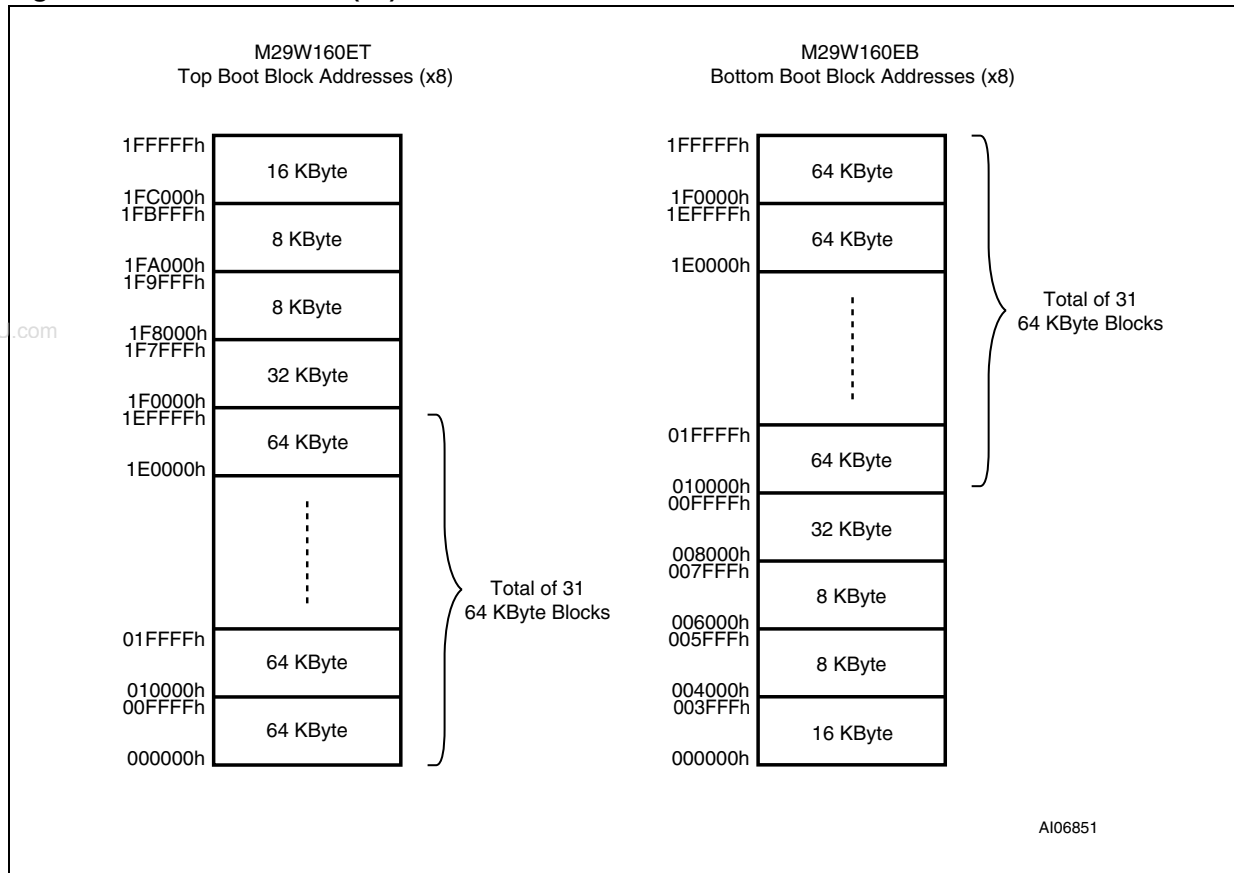 M29W160ET
Top Boot Block Addresses (x8)
1FFFFFh
16 KByte
1FC000h
1FBFFFh
8 KByte
1FA000h
1F9FFFh
8 KByte
1F8000h
1F7FFFh
32 KByte
1F0000h
1EFFFFh
64 KByte
1E0000h
Total of 31
64 KByte Blocks
01FFFFh
64 KByte
010000h
00FFFFh
64 KByte
000000h
M29W160EB
Bottom Boot Block Addresses (x8)
1FFFFFh
64 KByte
1F0000h
1EFFFFh
64 KByte
1E0000h
Total of 31
64 KByte Blocks
01FFFFh
64 KByte
010000h
00FFFFh
32 KByte
008000h
007FFFh
8 KByte
006000h
005FFFh
8 KByte
004000h
003FFFh
16 KByte
000000h
AI06851
.com